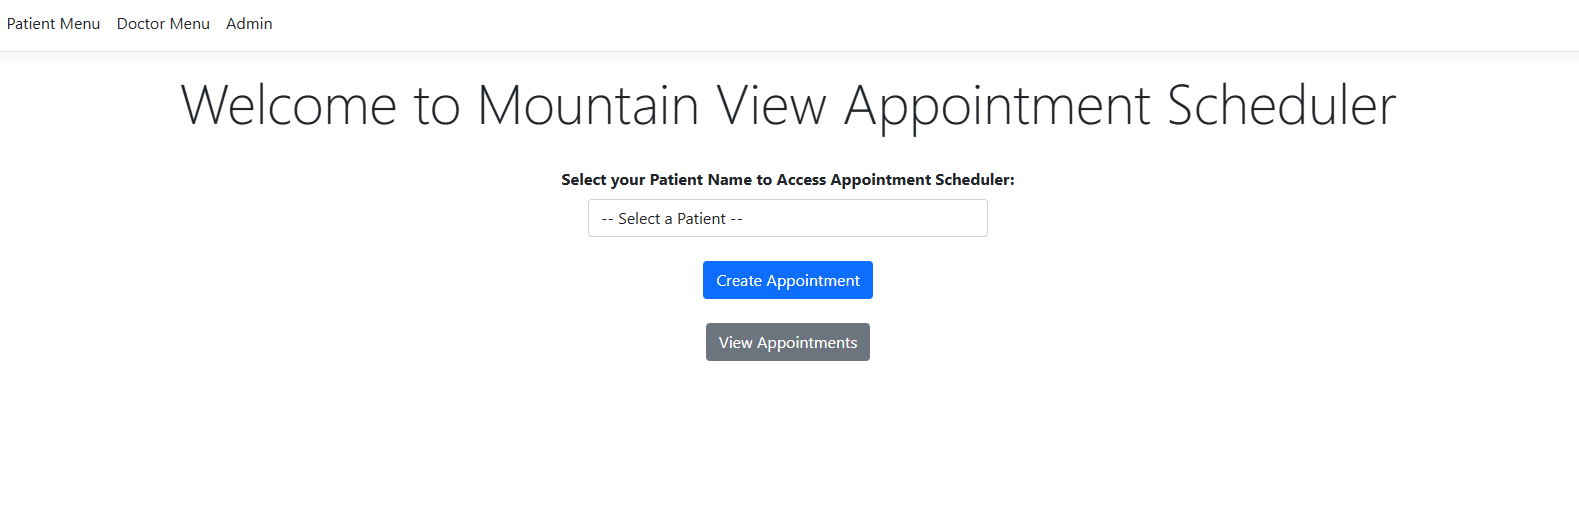 Patient Menu Doctor Menu Admin
Welcome to Mountain View Appointment Scheduler
Select your Patient Name to Access Appointment Scheduler:
-- Select a Patient --
Create Appointment
View Appointments